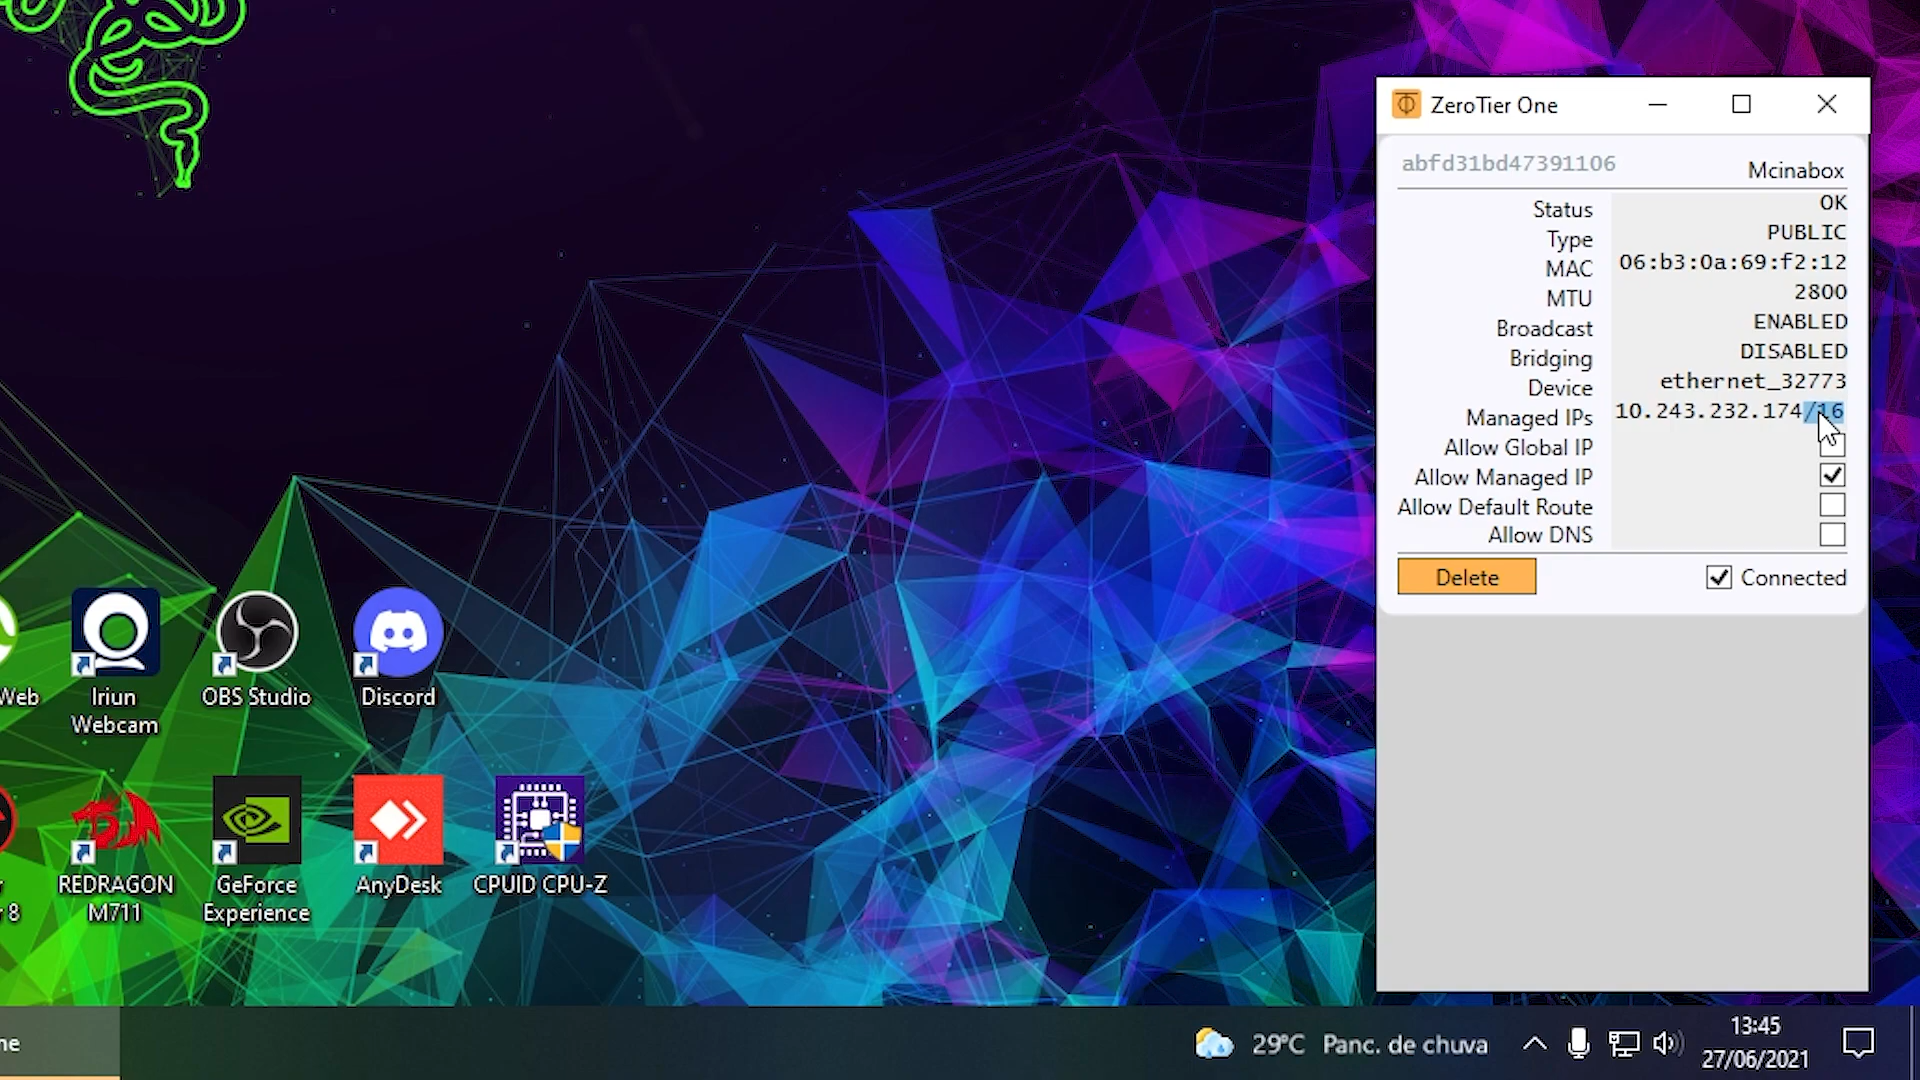 ZeroTier One
abfd31bd47391106
Mcinabox
Status OK
Type PUBLIC
MAC 06:b3:0a:69:f2:12
MTU 2800
Broadcast ENABLED
Bridging DISABLED
Device ethernet_32773
Managed IPs 10.243.232.174/16
Allow Global IP
Allow Managed IP
Allow Default Route
Allow DNS
Delete
Connected
Web
Iriun
Webcam
OBS Studio
Discord
r 8
REDRAGON
M711
GeForce
Experience
AnyDesk
CPUID CPU-Z
ne
29°C Panc. de chuva
13:45
27/06/2021